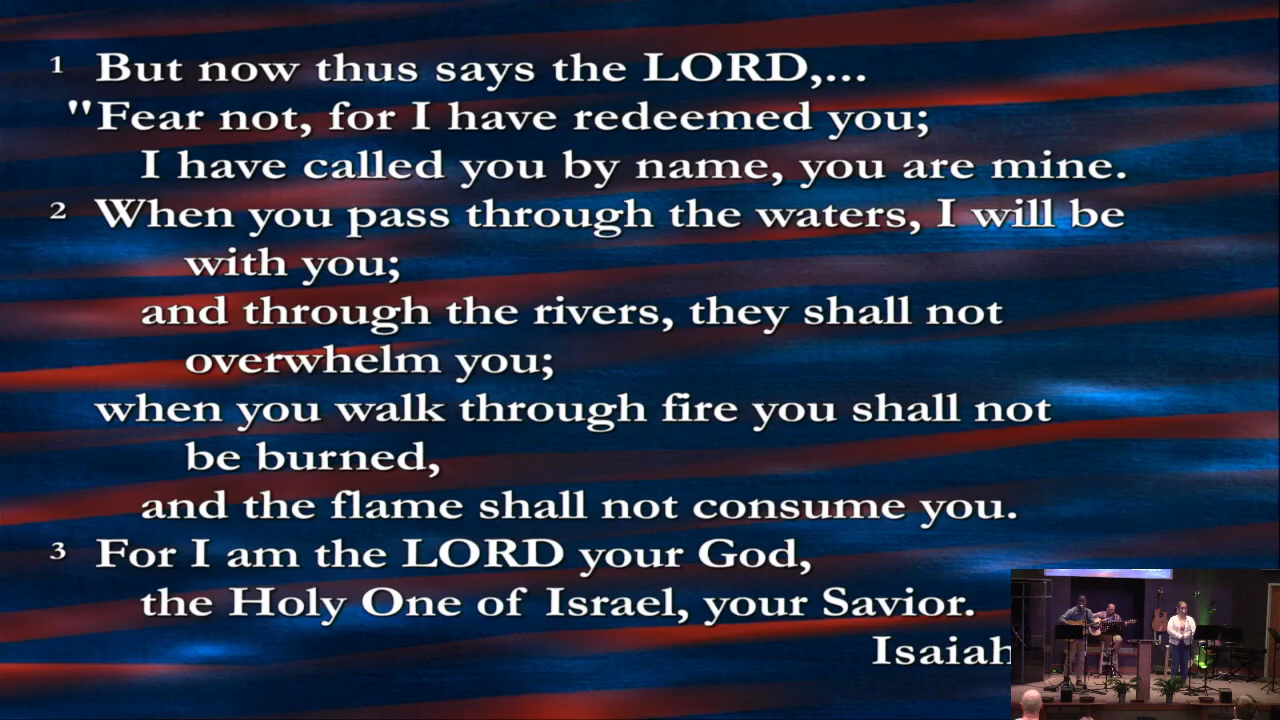 1 But now thus says the LORD,...
"Fear not, for I have redeemed you;
I have called you by name, you are mine.
2 When you pass through the waters, I will be
with you;
and through the rivers, they shall not
overwhelm you;
when you walk through fire you shall not
be burned,
and the flame shall not consume you.
3 For I am the LORD your God,
the Holy One of Israel, your Savior.
Isaiah